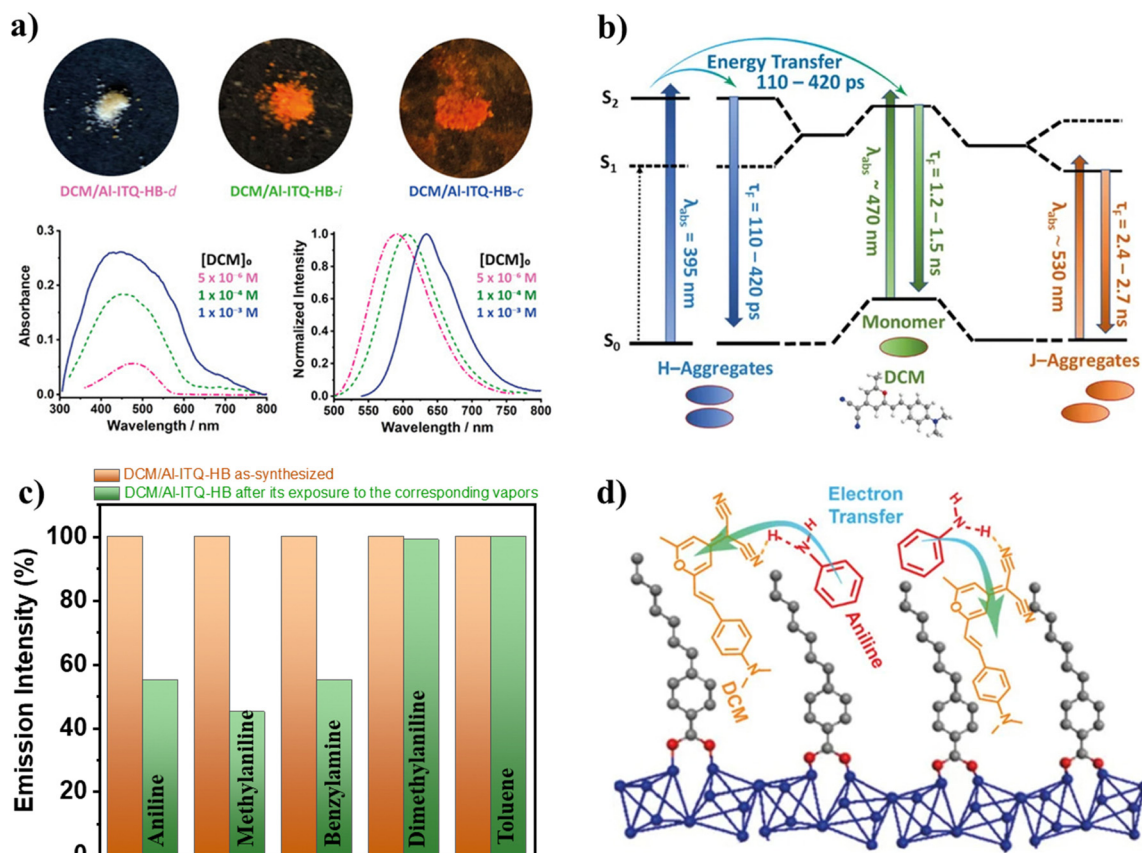 a)
DCM/Al-ITQ-HB-d
DCM/Al-ITQ-HB-i
DCM/Al-ITQ-HB-c
Absorbance
0.3
0.2
0.1
0.0
[DCM]₀
5 x 10⁻⁶ M
1 x 10⁻⁴ M
1 x 10⁻³ M
300 400 500 600 700 800
Wavelength / nm
Normalized Intensity
1.0
0.8
0.6
0.4
0.2
0.0
[DCM]₀
5 x 10⁻⁶ M
1 x 10⁻⁴ M
1 x 10⁻³ M
500 550 600 650 700 750 800
Wavelength / nm
b)
Energy Transfer
110 – 420 ps
S₂
S₁
S₀
λabs = 395 nm
τF = 110 – 420 ps
λabs ~ 470 nm
τF = 1.2 – 1.5 ns
λabs ~ 530 nm
τF = 2.4 – 2.7 ns
H–Aggregates
Monomer
DCM
J–Aggregates
c)
DCM/Al-ITQ-HB as-synthesized
DCM/Al-ITQ-HB after its exposure to the corresponding vapors
Emission Intensity (%)
100
80
60
40
20
0
Aniline
Methylaniline
Benzylamine
Dimethylaniline
Toluene
d)
Electron
Transfer
N
N
O
N
DCM
H
H
N
Aniline
H
N
H
N
N
O
N